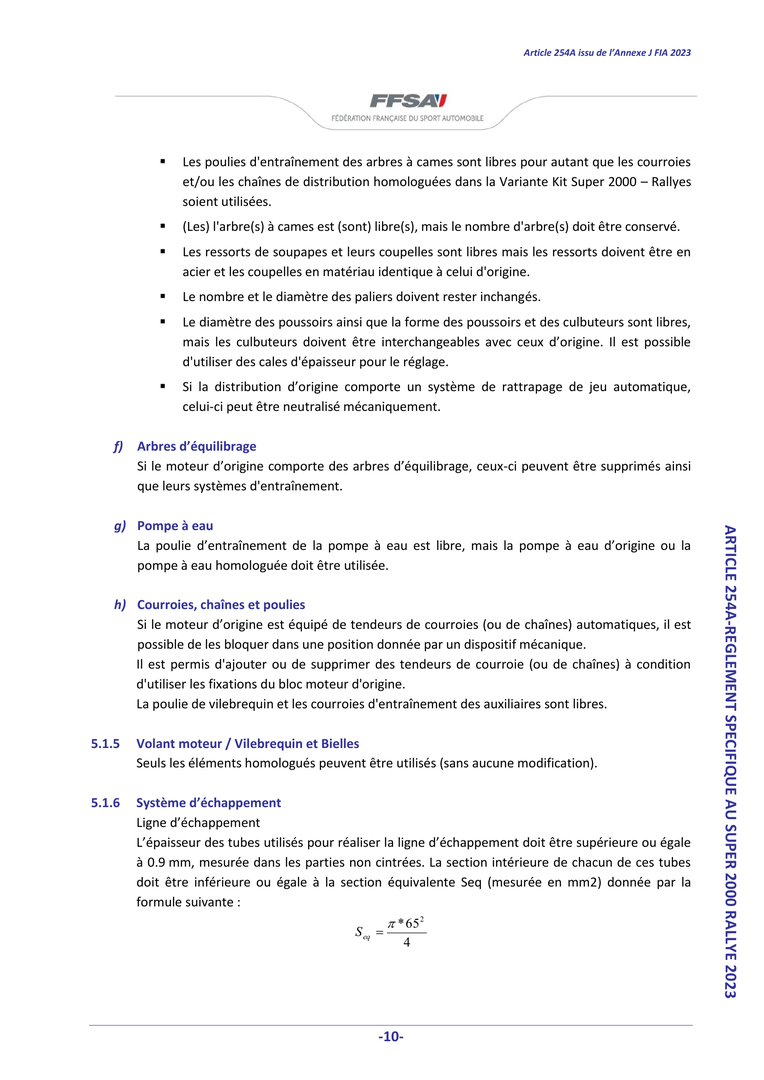 Article 254A issu de l’Annexe J FIA 2023
FFSA
FÉDÉRATION FRANÇAISE DU SPORT AUTOMOBILE
▪ Les poulies d'entraînement des arbres à cames sont libres pour autant que les courroies
et/ou les chaînes de distribution homologuées dans la Variante Kit Super 2000 – Rallyes
soient utilisées.
▪ (Les) l'arbre(s) à cames est (sont) libre(s), mais le nombre d'arbre(s) doit être conservé.
▪ Les ressorts de soupapes et leurs coupelles sont libres mais les ressorts doivent être en
acier et les coupelles en matériau identique à celui d'origine.
▪ Le nombre et le diamètre des paliers doivent rester inchangés.
▪ Le diamètre des poussoirs ainsi que la forme des poussoirs et des culbuteurs sont libres,
mais les culbuteurs doivent être interchangeables avec ceux d’origine. Il est possible
d'utiliser des cales d'épaisseur pour le réglage.
▪ Si la distribution d’origine comporte un système de rattrapage de jeu automatique,
celui-ci peut être neutralisé mécaniquement.
f) Arbres d’équilibrage
Si le moteur d’origine comporte des arbres d’équilibrage, ceux-ci peuvent être supprimés ainsi
que leurs systèmes d'entraînement.
g) Pompe à eau
La poulie d’entraînement de la pompe à eau est libre, mais la pompe à eau d’origine ou la
pompe à eau homologuée doit être utilisée.
h) Courroies, chaînes et poulies
Si le moteur d’origine est équipé de tendeurs de courroies (ou de chaînes) automatiques, il est
possible de les bloquer dans une position donnée par un dispositif mécanique.
Il est permis d'ajouter ou de supprimer des tendeurs de courroie (ou de chaînes) à condition
d'utiliser les fixations du bloc moteur d'origine.
La poulie de vilebrequin et les courroies d'entraînement des auxiliaires sont libres.
5.1.5 Volant moteur / Vilebrequin et Bielles
Seuls les éléments homologués peuvent être utilisés (sans aucune modification).
5.1.6 Système d’échappement
Ligne d’échappement
L’épaisseur des tubes utilisés pour réaliser la ligne d’échappement doit être supérieure ou égale
à 0.9 mm, mesurée dans les parties non cintrées. La section intérieure de chacun de ces tubes
doit être inférieure ou égale à la section équivalente Seq (mesurée en mm2) donnée par la
formule suivante :
S_eq = π*65²/4
ARTICLE 254A-REGLEMENT SPECIFIQUE AU SUPER 2000 RALLYE 2023
-10-